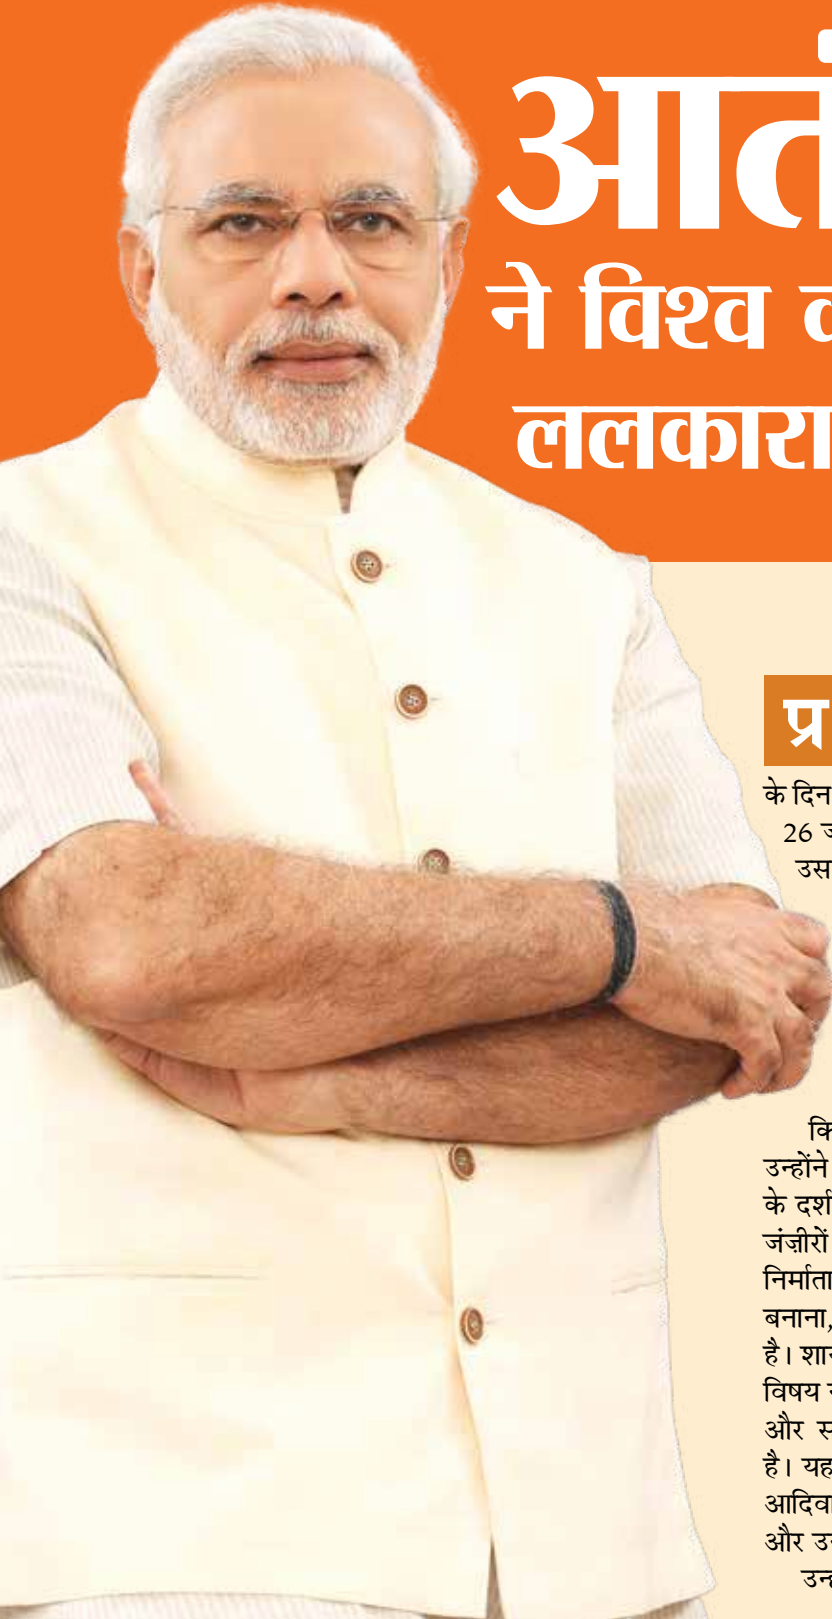 आतं
ने विश्व
ललकारा
प्र
के दिन
26
उस
कि
उन्होंने
के दर्श
जंज़ीरों
निर्माता
बनाना,
है। शा
विषय
और स
है। यह
आदिवा
और उ
उन्ह